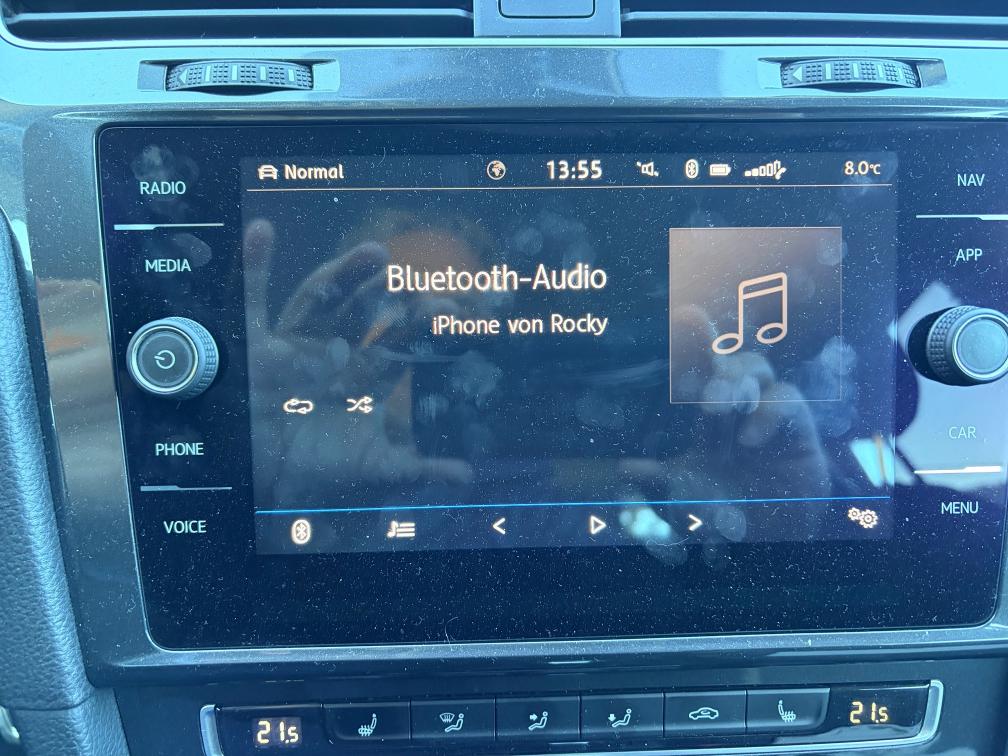 Normal 13:55 8.0°C
RADIO
NAV
MEDIA
APP
Bluetooth-Audio
iPhone von Rocky
PHONE
CAR
VOICE
MENU
21.5 21.5